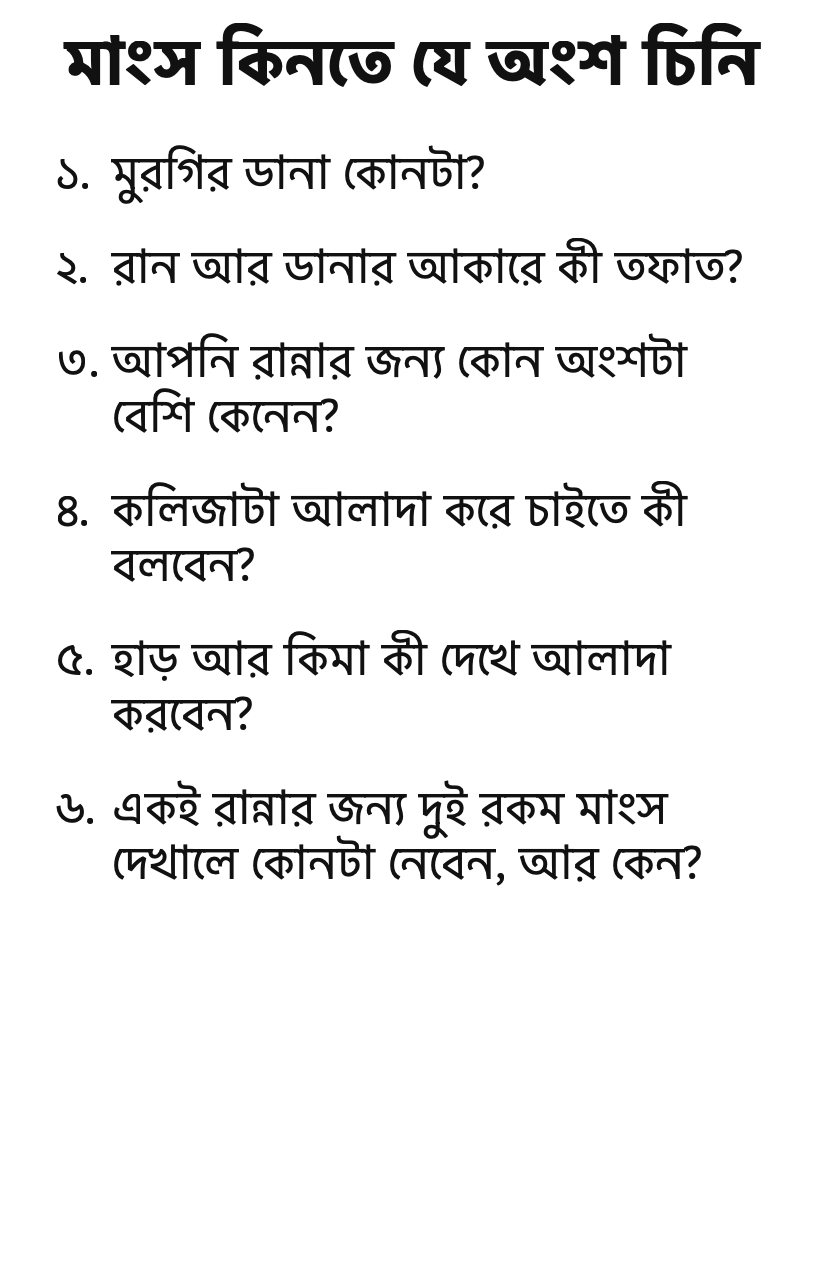 মাংস কিনতে যে অংশ চিনি
১. মুরগির ডানা কোনটা?
২. রান আর ডানার আকারে কী তফাত?
৩. আপনি রান্নার জন্য কোন অংশটা
বেশি কেনেন?
৪. কলিজাটা আলাদা করে চাইতে কী
বলবেন?
৫. হাড় আর কিমা কী দেখে আলাদা
করবেন?
৬. একই রান্নার জন্য দুই রকম মাংস
দেখালে কোনটা নেবেন, আর কেন?